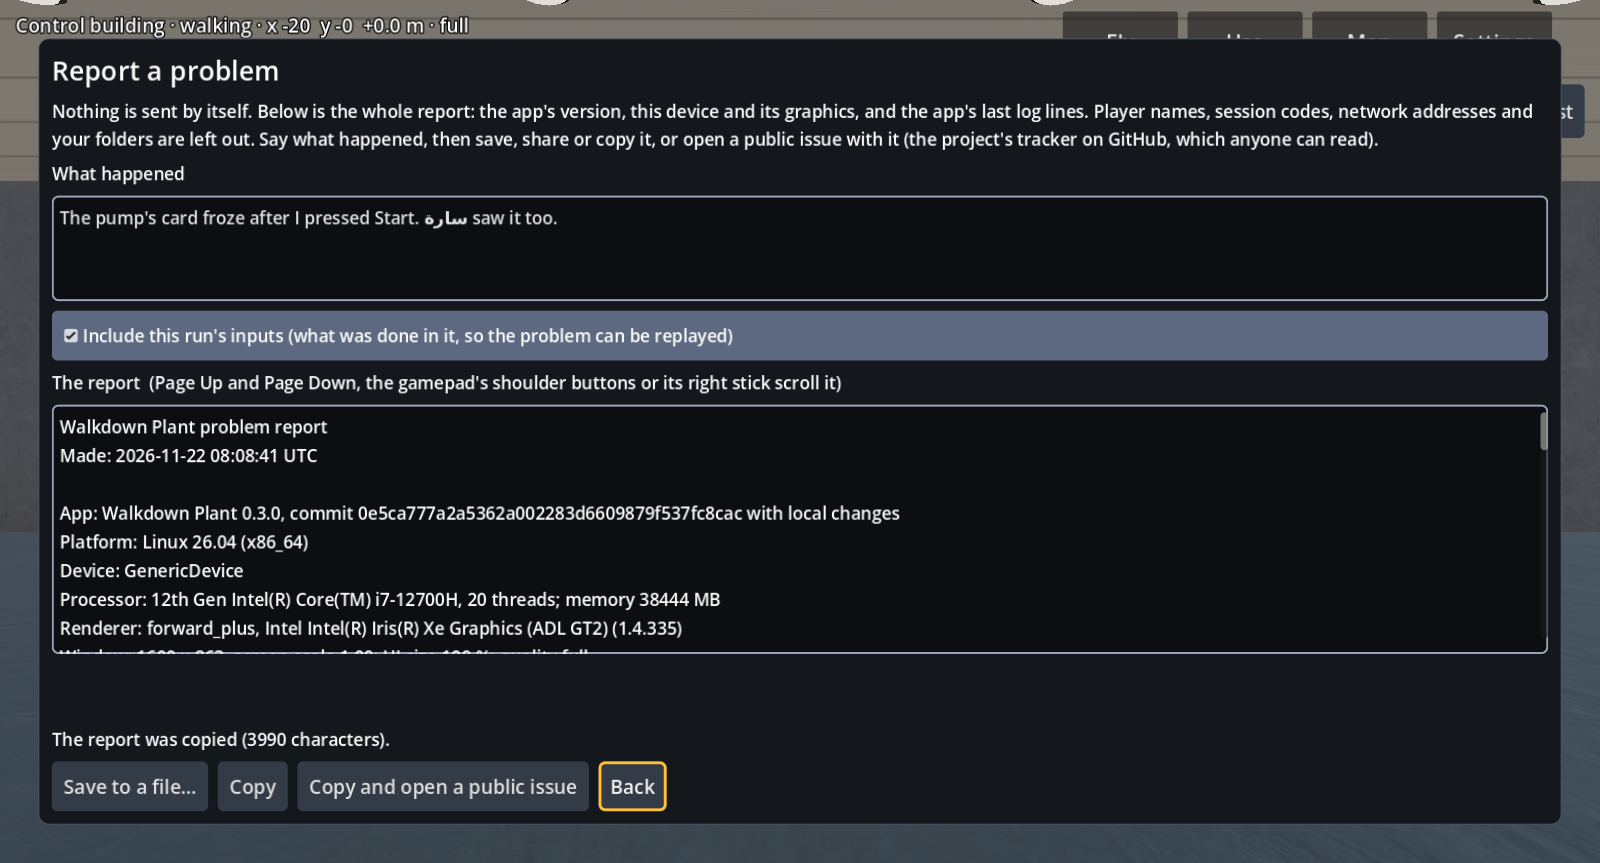 Control building · walking · x -20 y -0 +0.0 m · full
Report a problem
Nothing is sent by itself. Below is the whole report: the app's version, this device and its graphics, and the app's last log lines. Player names, session codes, network addresses and
your folders are left out. Say what happened, then save, share or copy it, or open a public issue with it (the project's tracker on GitHub, which anyone can read).
What happened
The pump's card froze after I pressed Start. سارة saw it too.
Include this run's inputs (what was done in it, so the problem can be replayed)
The report (Page Up and Page Down, the gamepad's shoulder buttons or its right stick scroll it)
Walkdown Plant problem report
Made: 2026-11-22 08:08:41 UTC
App: Walkdown Plant 0.3.0, commit 0e5ca777a2a5362a002283d6609879f537fc8cac with local changes
Platform: Linux 26.04 (x86_64)
Device: GenericDevice
Processor: 12th Gen Intel(R) Core(TM) i7-12700H, 20 threads; memory 38444 MB
Renderer: forward_plus, Intel Intel(R) Iris(R) Xe Graphics (ADL GT2) (1.4.335)
The report was copied (3990 characters).
Save to a file... Copy Copy and open a public issue Back